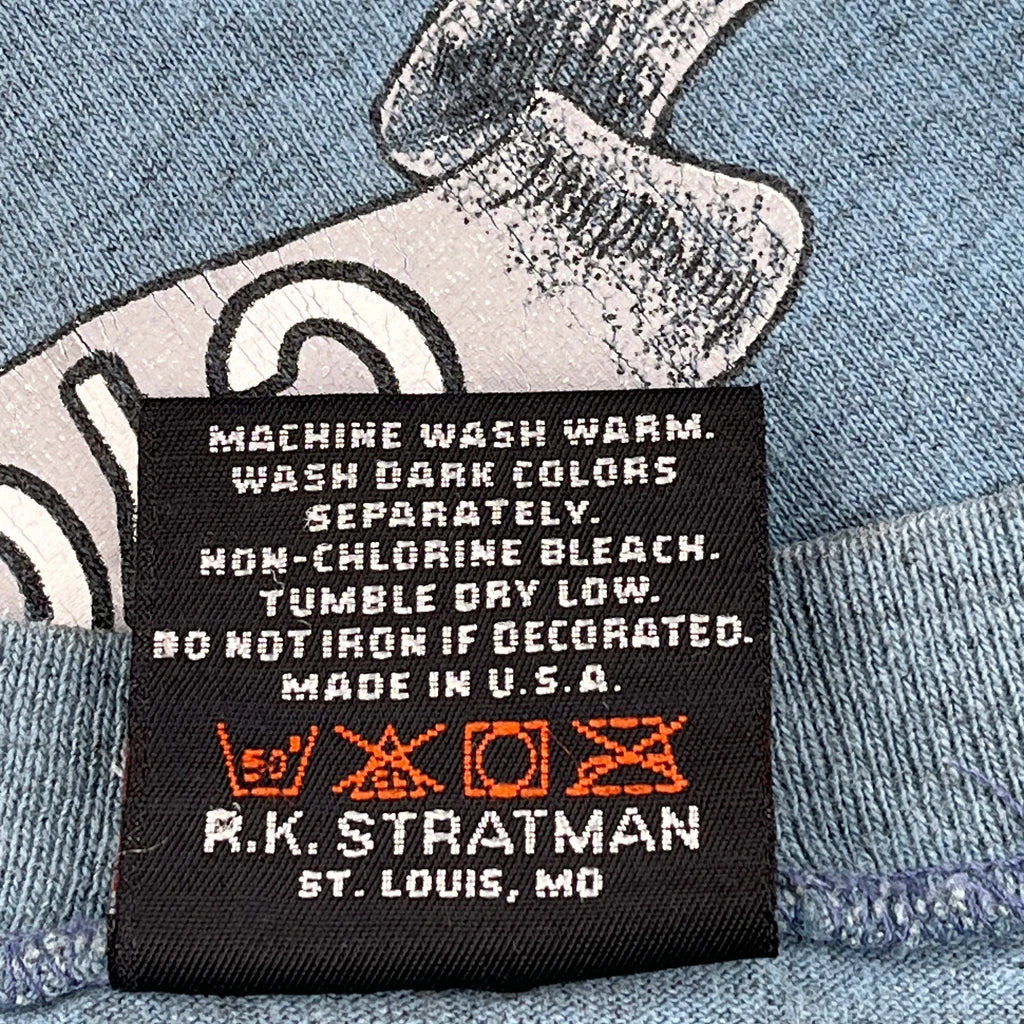 MACHINE WASH WARM.
WASH DARK COLORS
SEPARATELY.
NON-CHLORINE BLEACH.
TUMBLE DRY LOW.
DO NOT IRON IF DECORATED.
MADE IN U.S.A.
50°
CL
R.K. STRATMAN
ST. LOUIS, MO